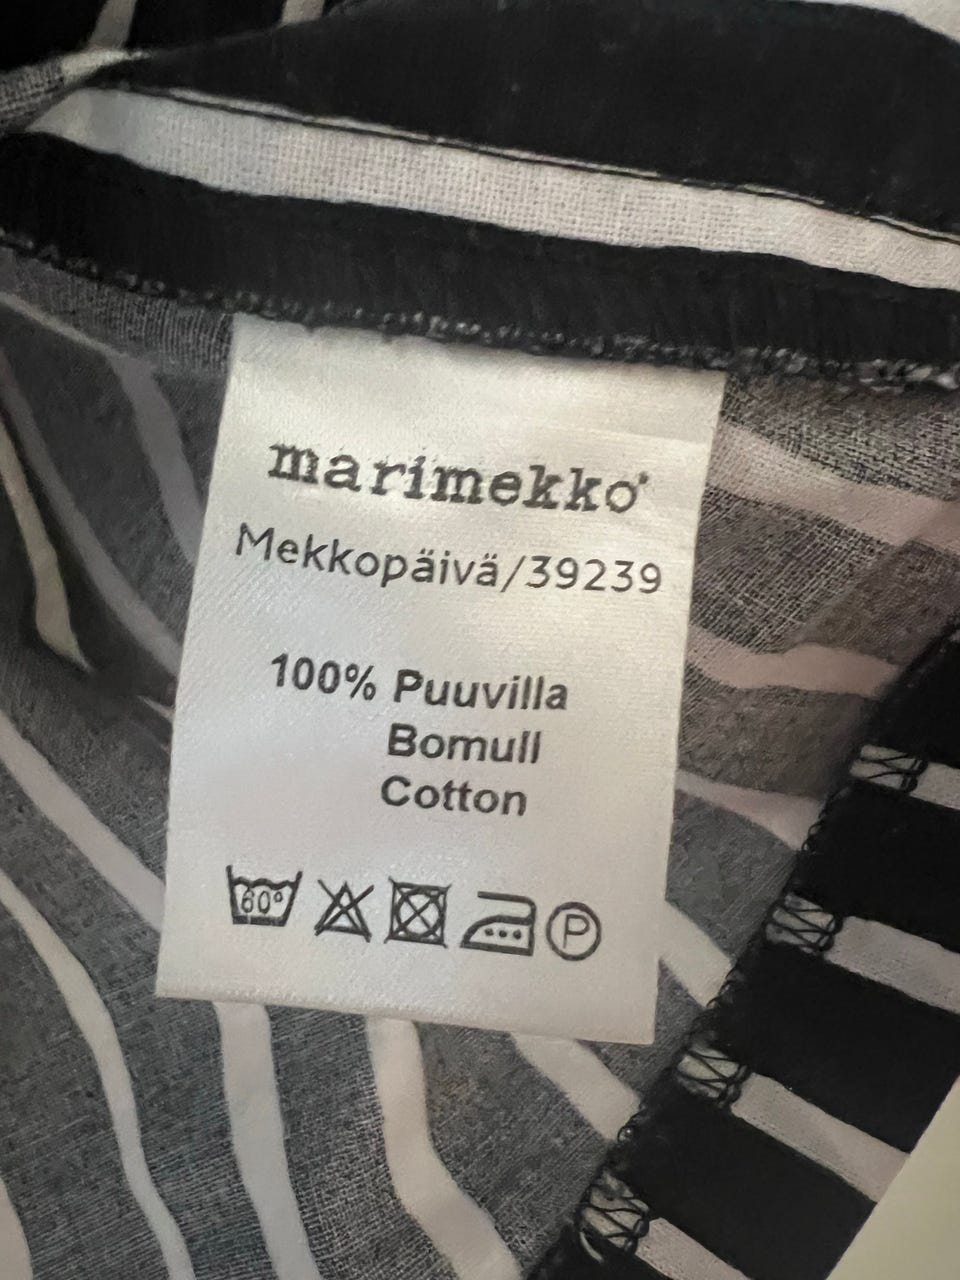 marimekko®
Mekkopäivä/39239
100% Puuvilla
Bomull
Cotton
60° P